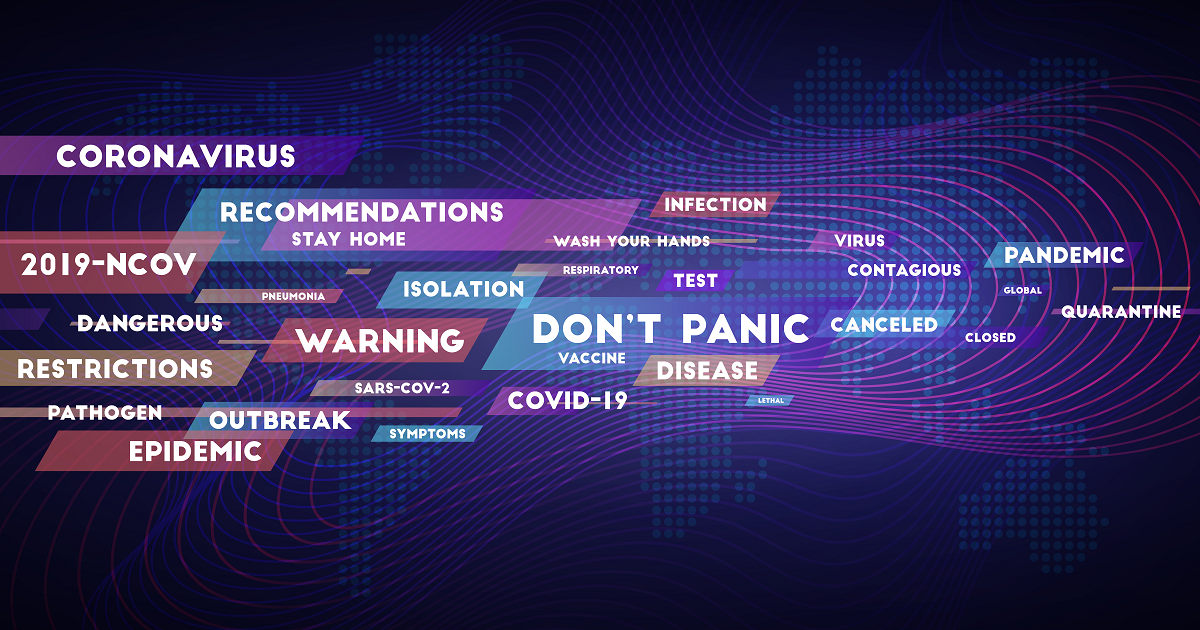 CORONAVIRUS
RECOMMENDATIONS
STAY HOME
INFECTION
WASH YOUR HANDS
VIRUS
2019-NCOV
RESPIRATORY
TEST
CONTAGIOUS
PANDEMIC
PNEUMONIA
ISOLATION
GLOBAL
DANGEROUS
WARNING
DON'T PANIC
CANCELED
QUARANTINE
CLOSED
VACCINE
RESTRICTIONS
DISEASE
SARS-COV-2
COVID-19
LETHAL
PATHOGEN
OUTBREAK
SYMPTOMS
EPIDEMIC